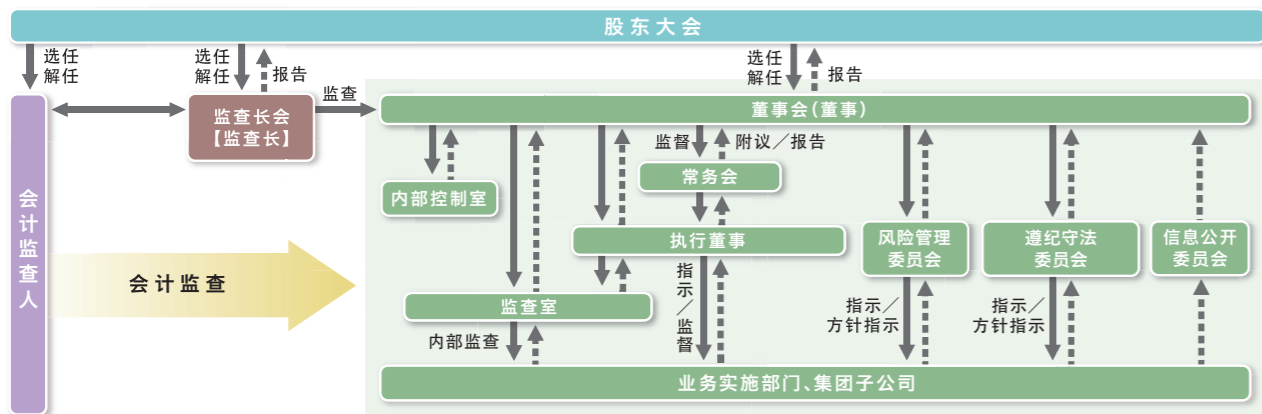 股东大会
选任
解任
选任
解任
报告
选任
解任
报告
监查
监查长会
【监查长】
董事会（董事）
监督
附议／报告
常务会
内部控制室
执行董事
风险管理
委员会
遵纪守法
委员会
信息公开
委员会
会计监查人
会计监查
监查室
指示／监督
内部监查
指示／
方针指示
指示／
方针指示
业务实施部门、集团子公司